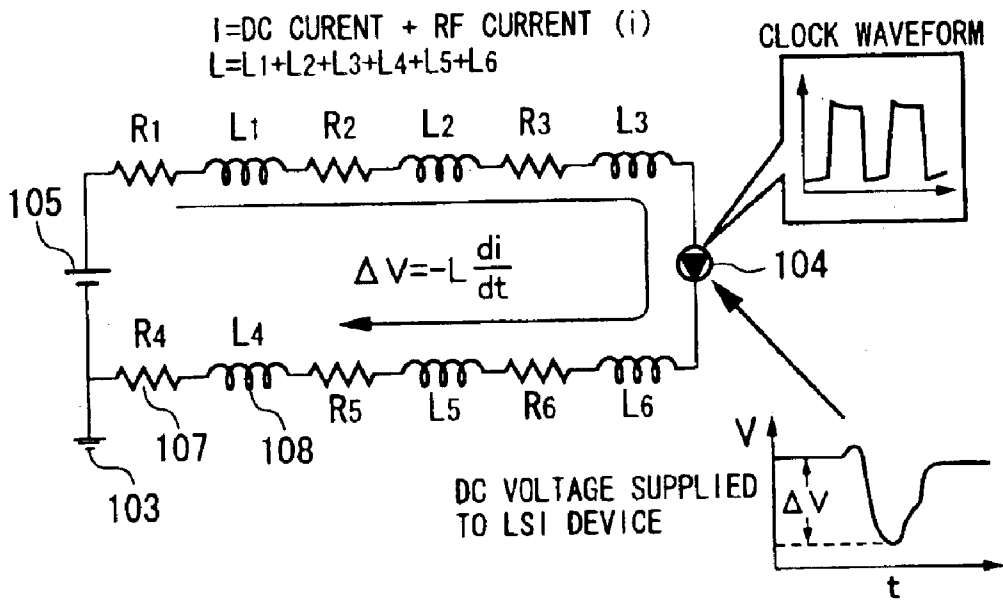 I=DC CURENT + RF CURRENT (i)
L=L1+L2+L3+L4+L5+L6
CLOCK WAVEFORM
R1 L1 R2 L2 R3 L3
105
ΔV=-L di/dt
104
R4 L4
R5 L5 R6 L6
107 108
103
DC VOLTAGE SUPPLIED
TO LSI DEVICE
V
ΔV
t